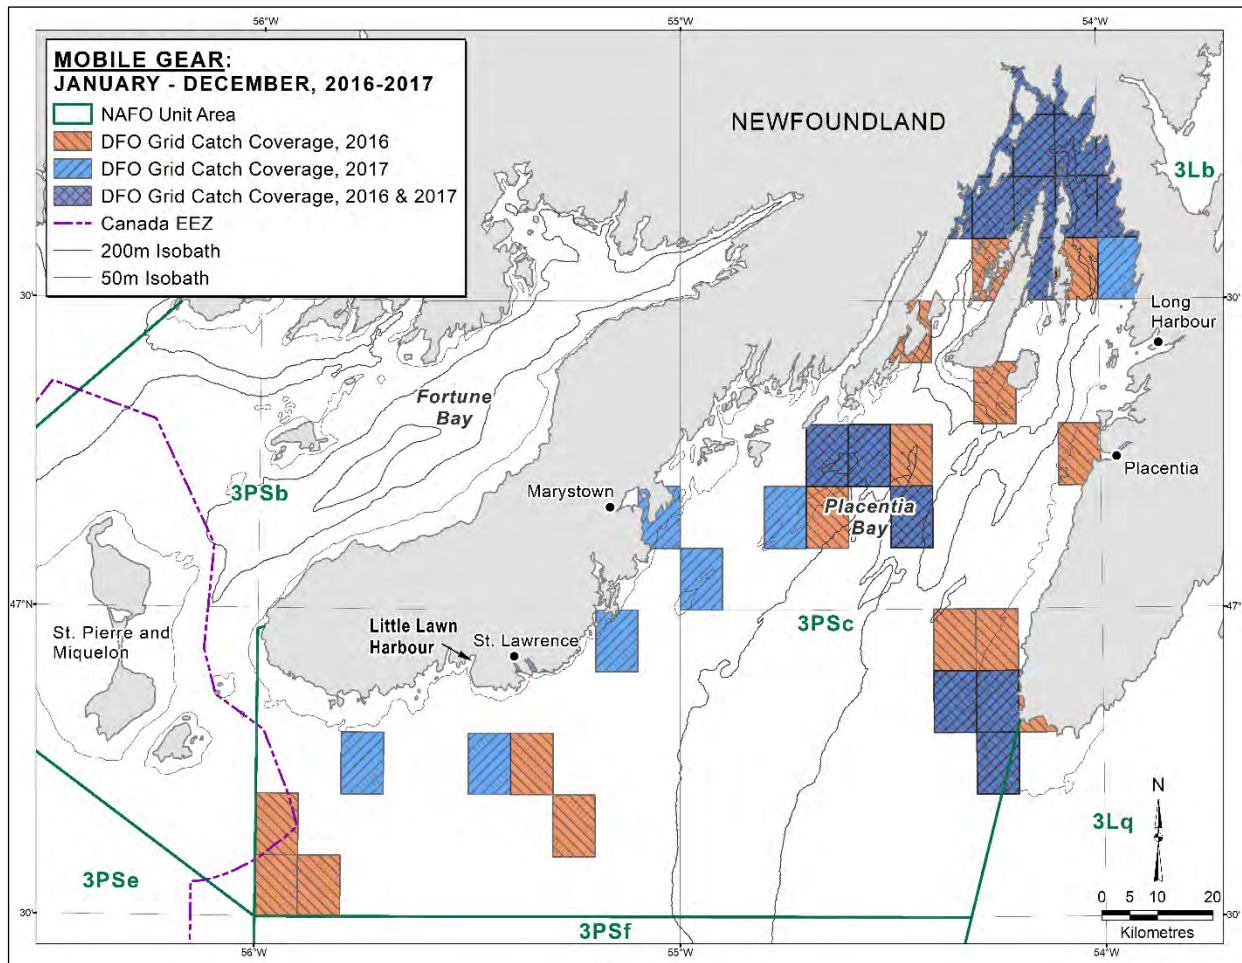 56°W
55°W
54°W
MOBILE GEAR:
JANUARY - DECEMBER, 2016-2017
NAFO Unit Area
DFO Grid Catch Coverage, 2016
DFO Grid Catch Coverage, 2017
DFO Grid Catch Coverage, 2016 & 2017
Canada EEZ
200m Isobath
50m Isobath
NEWFOUNDLAND
3Lb
30'
30'
Long
Harbour
Fortune
Bay
Placentia
3PSb
Marystown
Placentia
Bay
47°N
47°N
3PSc
St. Pierre and
Miquelon
Little Lawn
Harbour
St. Lawrence
N
3Lq
3PSe
0 5 10 20
Kilometres
30'
30'
3PSf
56°W
55°W
54°W